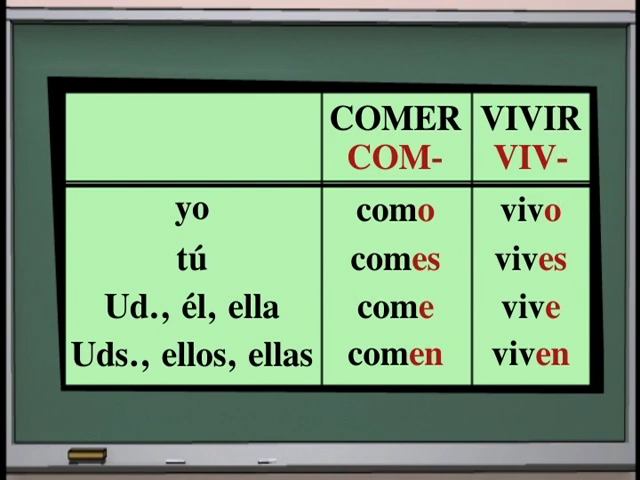 COMER VIVIR
COM- VIV-
yo como vivo
tú comes vives
Ud., él, ella come vive
Uds., ellos, ellas comen viven